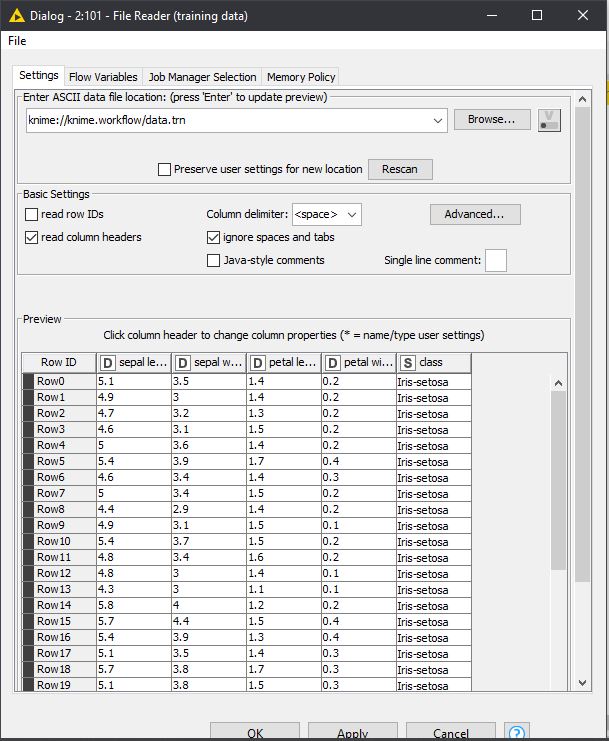 Dialog - 2:101 - File Reader (training data)
File
Settings Flow Variables Job Manager Selection Memory Policy
Enter ASCII data file location: (press 'Enter' to update preview)
knime://knime.workflow/data.trn Browse... V
Preserve user settings for new location Rescan
Basic Settings
read row IDs Column delimiter: <space> Advanced...
read column headers ignore spaces and tabs
Java-style comments Single line comment:
Preview
Click column header to change column properties (* = name/type user settings)
Row ID D sepal le... D sepal w... D petal le... D petal wi... S class
Row0 5.1 3.5 1.4 0.2 Iris-setosa
Row1 4.9 3 1.4 0.2 Iris-setosa
Row2 4.7 3.2 1.3 0.2 Iris-setosa
Row3 4.6 3.1 1.5 0.2 Iris-setosa
Row4 5 3.6 1.4 0.2 Iris-setosa
Row5 5.4 3.9 1.7 0.4 Iris-setosa
Row6 4.6 3.4 1.4 0.3 Iris-setosa
Row7 5 3.4 1.5 0.2 Iris-setosa
Row8 4.4 2.9 1.4 0.2 Iris-setosa
Row9 4.9 3.1 1.5 0.1 Iris-setosa
Row10 5.4 3.7 1.5 0.2 Iris-setosa
Row11 4.8 3.4 1.6 0.2 Iris-setosa
Row12 4.8 3 1.4 0.1 Iris-setosa
Row13 4.3 3 1.1 0.1 Iris-setosa
Row14 5.8 4 1.2 0.2 Iris-setosa
Row15 5.7 4.4 1.5 0.4 Iris-setosa
Row16 5.4 3.9 1.3 0.4 Iris-setosa
Row17 5.1 3.5 1.4 0.3 Iris-setosa
Row18 5.7 3.8 1.7 0.3 Iris-setosa
Row19 5.1 3.8 1.5 0.3 Iris-setosa
OK Apply Cancel ?